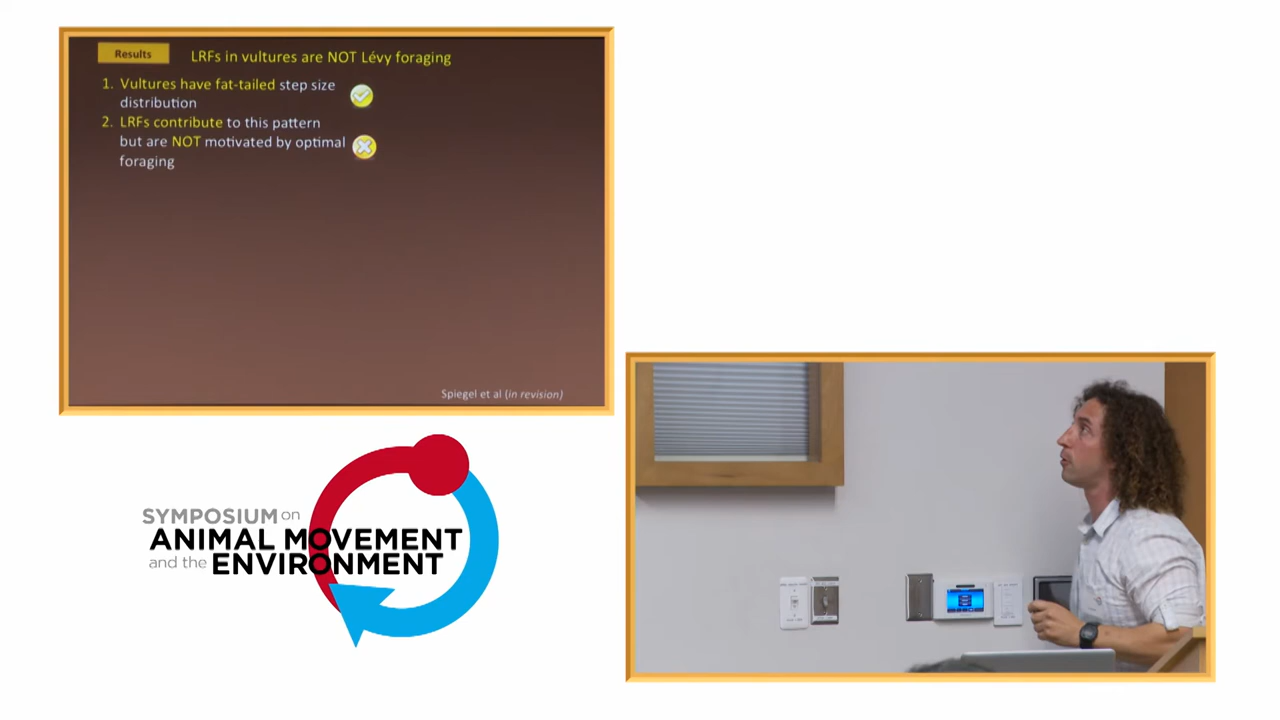 Results
LRFs in vultures are NOT Lévy foraging
1. Vultures have fat-tailed step size
distribution
2. LRFs contribute to this pattern
but are NOT motivated by optimal
foraging
Spiegel et al (in revision)
SYMPOSIUM on
ANIMAL MOVEMENT
and the ENVIRONMENT